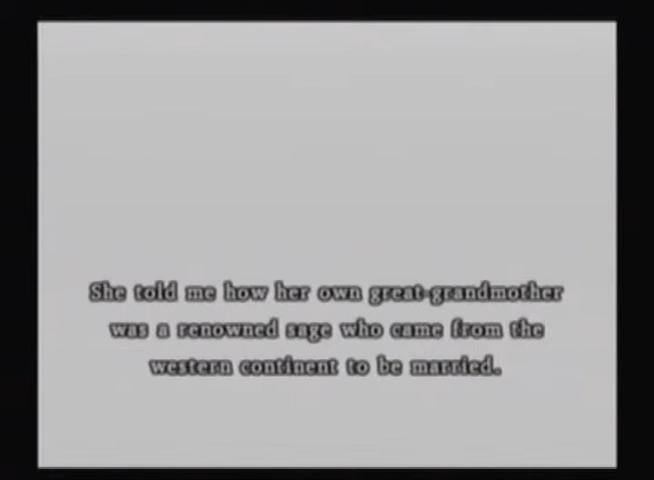 She told me how her own great-grandmother
was a renowned sage who came from the
western continent to be married.